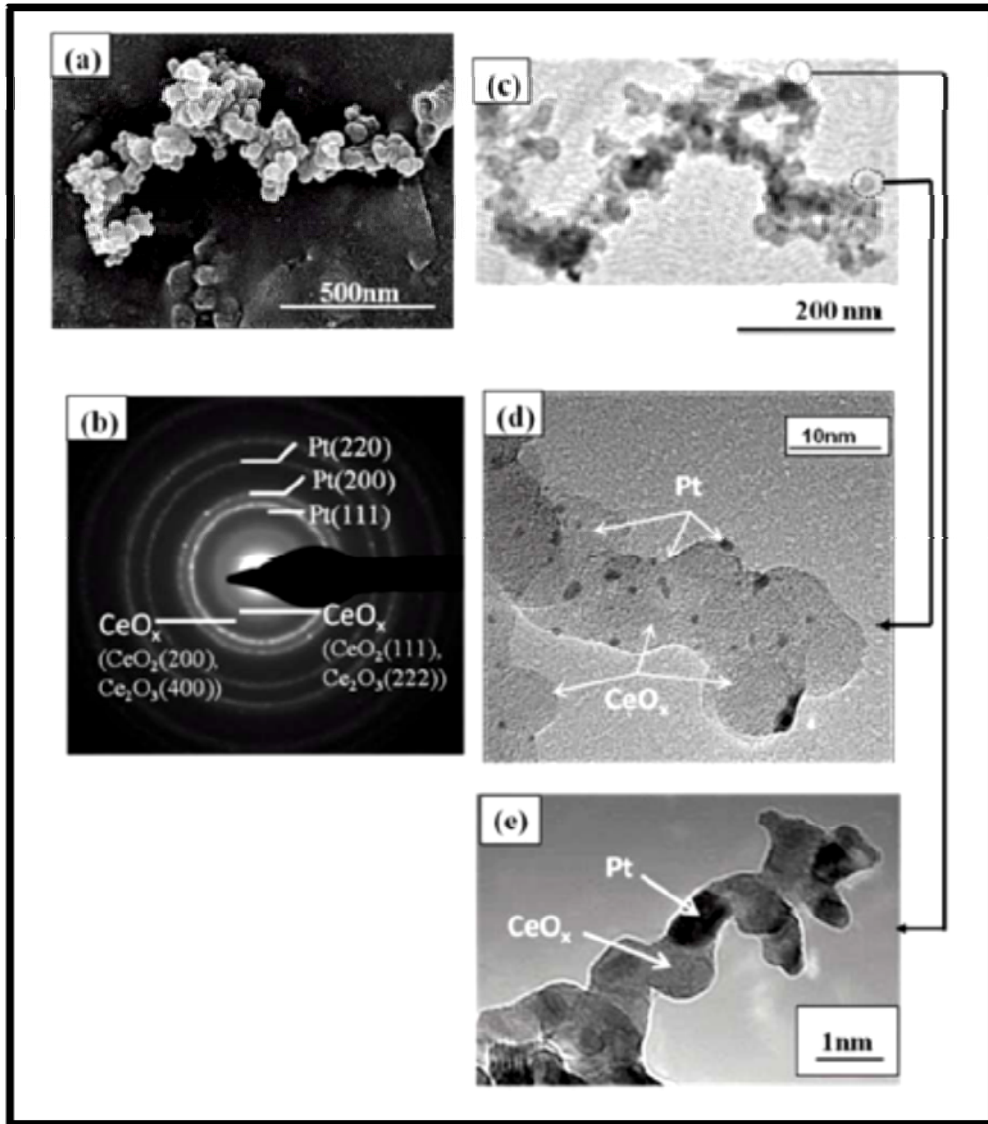 (a)
500nm
(b)
Pt(220)
Pt(200)
Pt(111)
CeOₓ
(CeO₂(200),
Ce₂O₃(400))
CeOₓ
(CeO₂(111),
Ce₂O₃(222))
(c)
200 nm
(d)
10nm
Pt
CeOₓ
(e)
Pt
CeOₓ
1nm